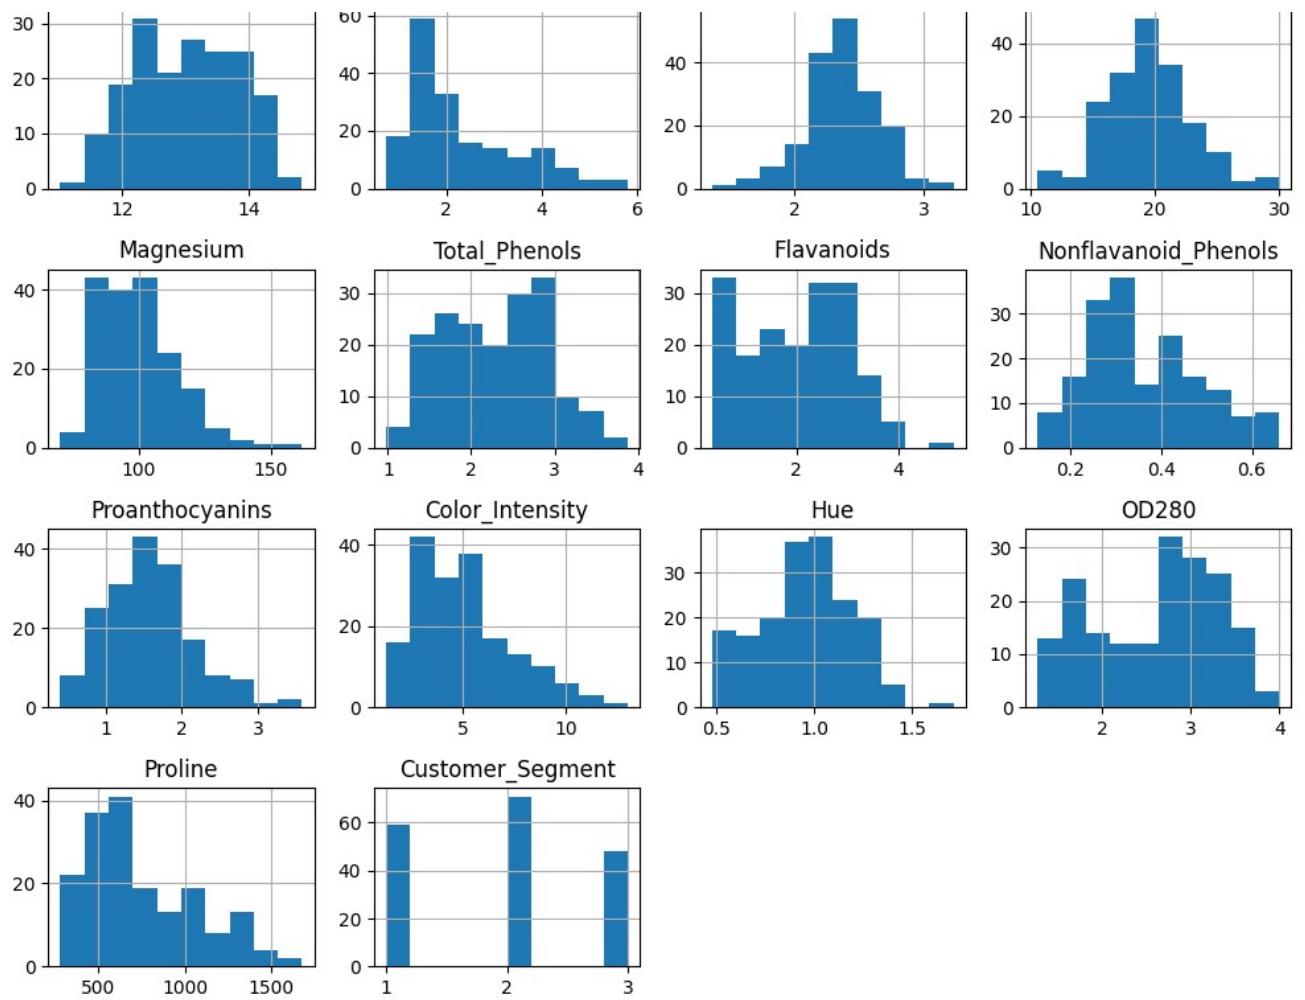 30
20
10
0
12 14
60
40
20
0
2 4 6
40
20
0
2 3
40
20
0
10 20 30
Magnesium
40
20
0
100 150
Total_Phenols
30
20
10
0
1 2 3 4
Flavanoids
30
20
10
0
2 4
Nonflavanoid_Phenols
30
20
10
0
0.2 0.4 0.6
Proanthocyanins
40
20
0
1 2 3
Color_Intensity
40
20
0
5 10
Hue
30
20
10
0
0.5 1.0 1.5
OD280
30
20
10
0
2 3 4
Proline
40
20
0
500 1000 1500
Customer_Segment
60
40
20
0
1 2 3